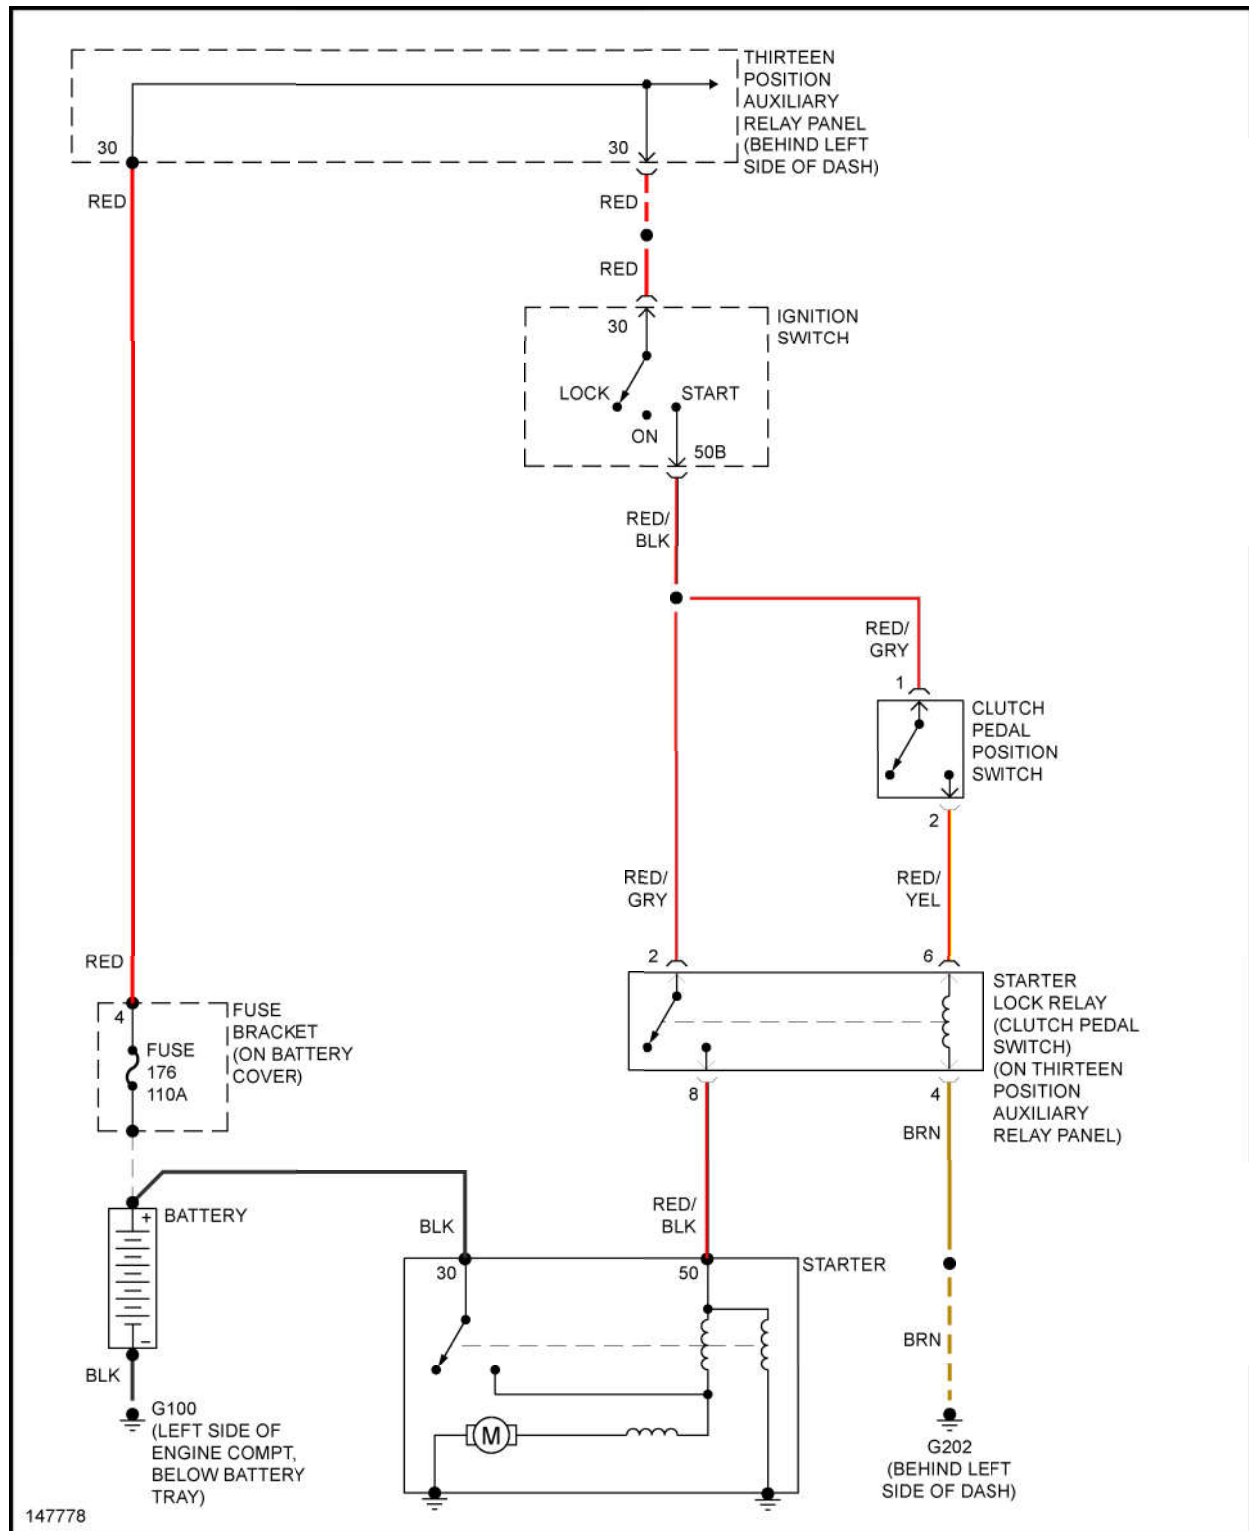 THIRTEEN
POSITION
AUXILIARY
RELAY PANEL
(BEHIND LEFT
SIDE OF DASH)
30
30
RED
RED
RED
IGNITION
SWITCH
30
LOCK
START
ON
50B
RED/
BLK
RED/
GRY
1
CLUTCH
PEDAL
POSITION
SWITCH
2
RED/
GRY
RED/
YEL
2
6
STARTER
LOCK RELAY
(CLUTCH PEDAL
SWITCH)
(ON THIRTEEN
POSITION
AUXILIARY
RELAY PANEL)
RED
4
FUSE
BRACKET
(ON BATTERY
COVER)
FUSE
176
110A
8
4
BRN
RED/
BLK
BATTERY
+
−
BLK
BLK
30
50
STARTER
M
BRN
G100
(LEFT SIDE OF
ENGINE COMPT,
BELOW BATTERY
TRAY)
G202
(BEHIND LEFT
SIDE OF DASH)
147778